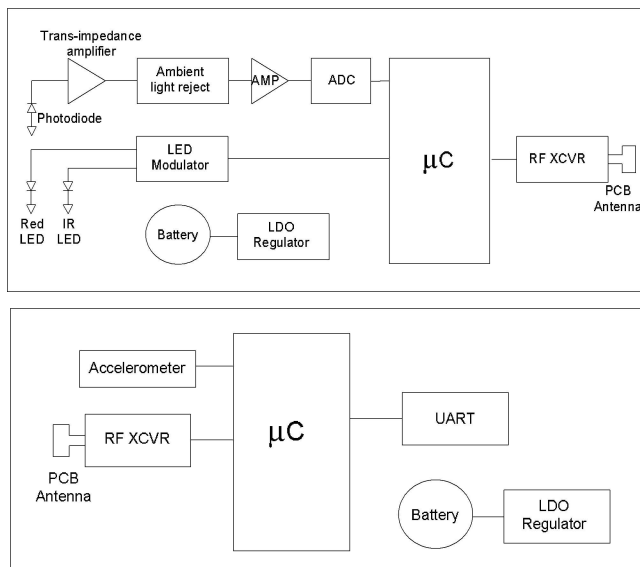 Trans-impedance
amplifier
Ambient
light reject
AMP
ADC
Photodiode
μC
LED
Modulator
RF XCVR
PCB
Antenna
Red
LED
IR
LED
Battery
LDO
Regulator
Accelerometer
RF XCVR
μC
UART
PCB
Antenna
Battery
LDO
Regulator